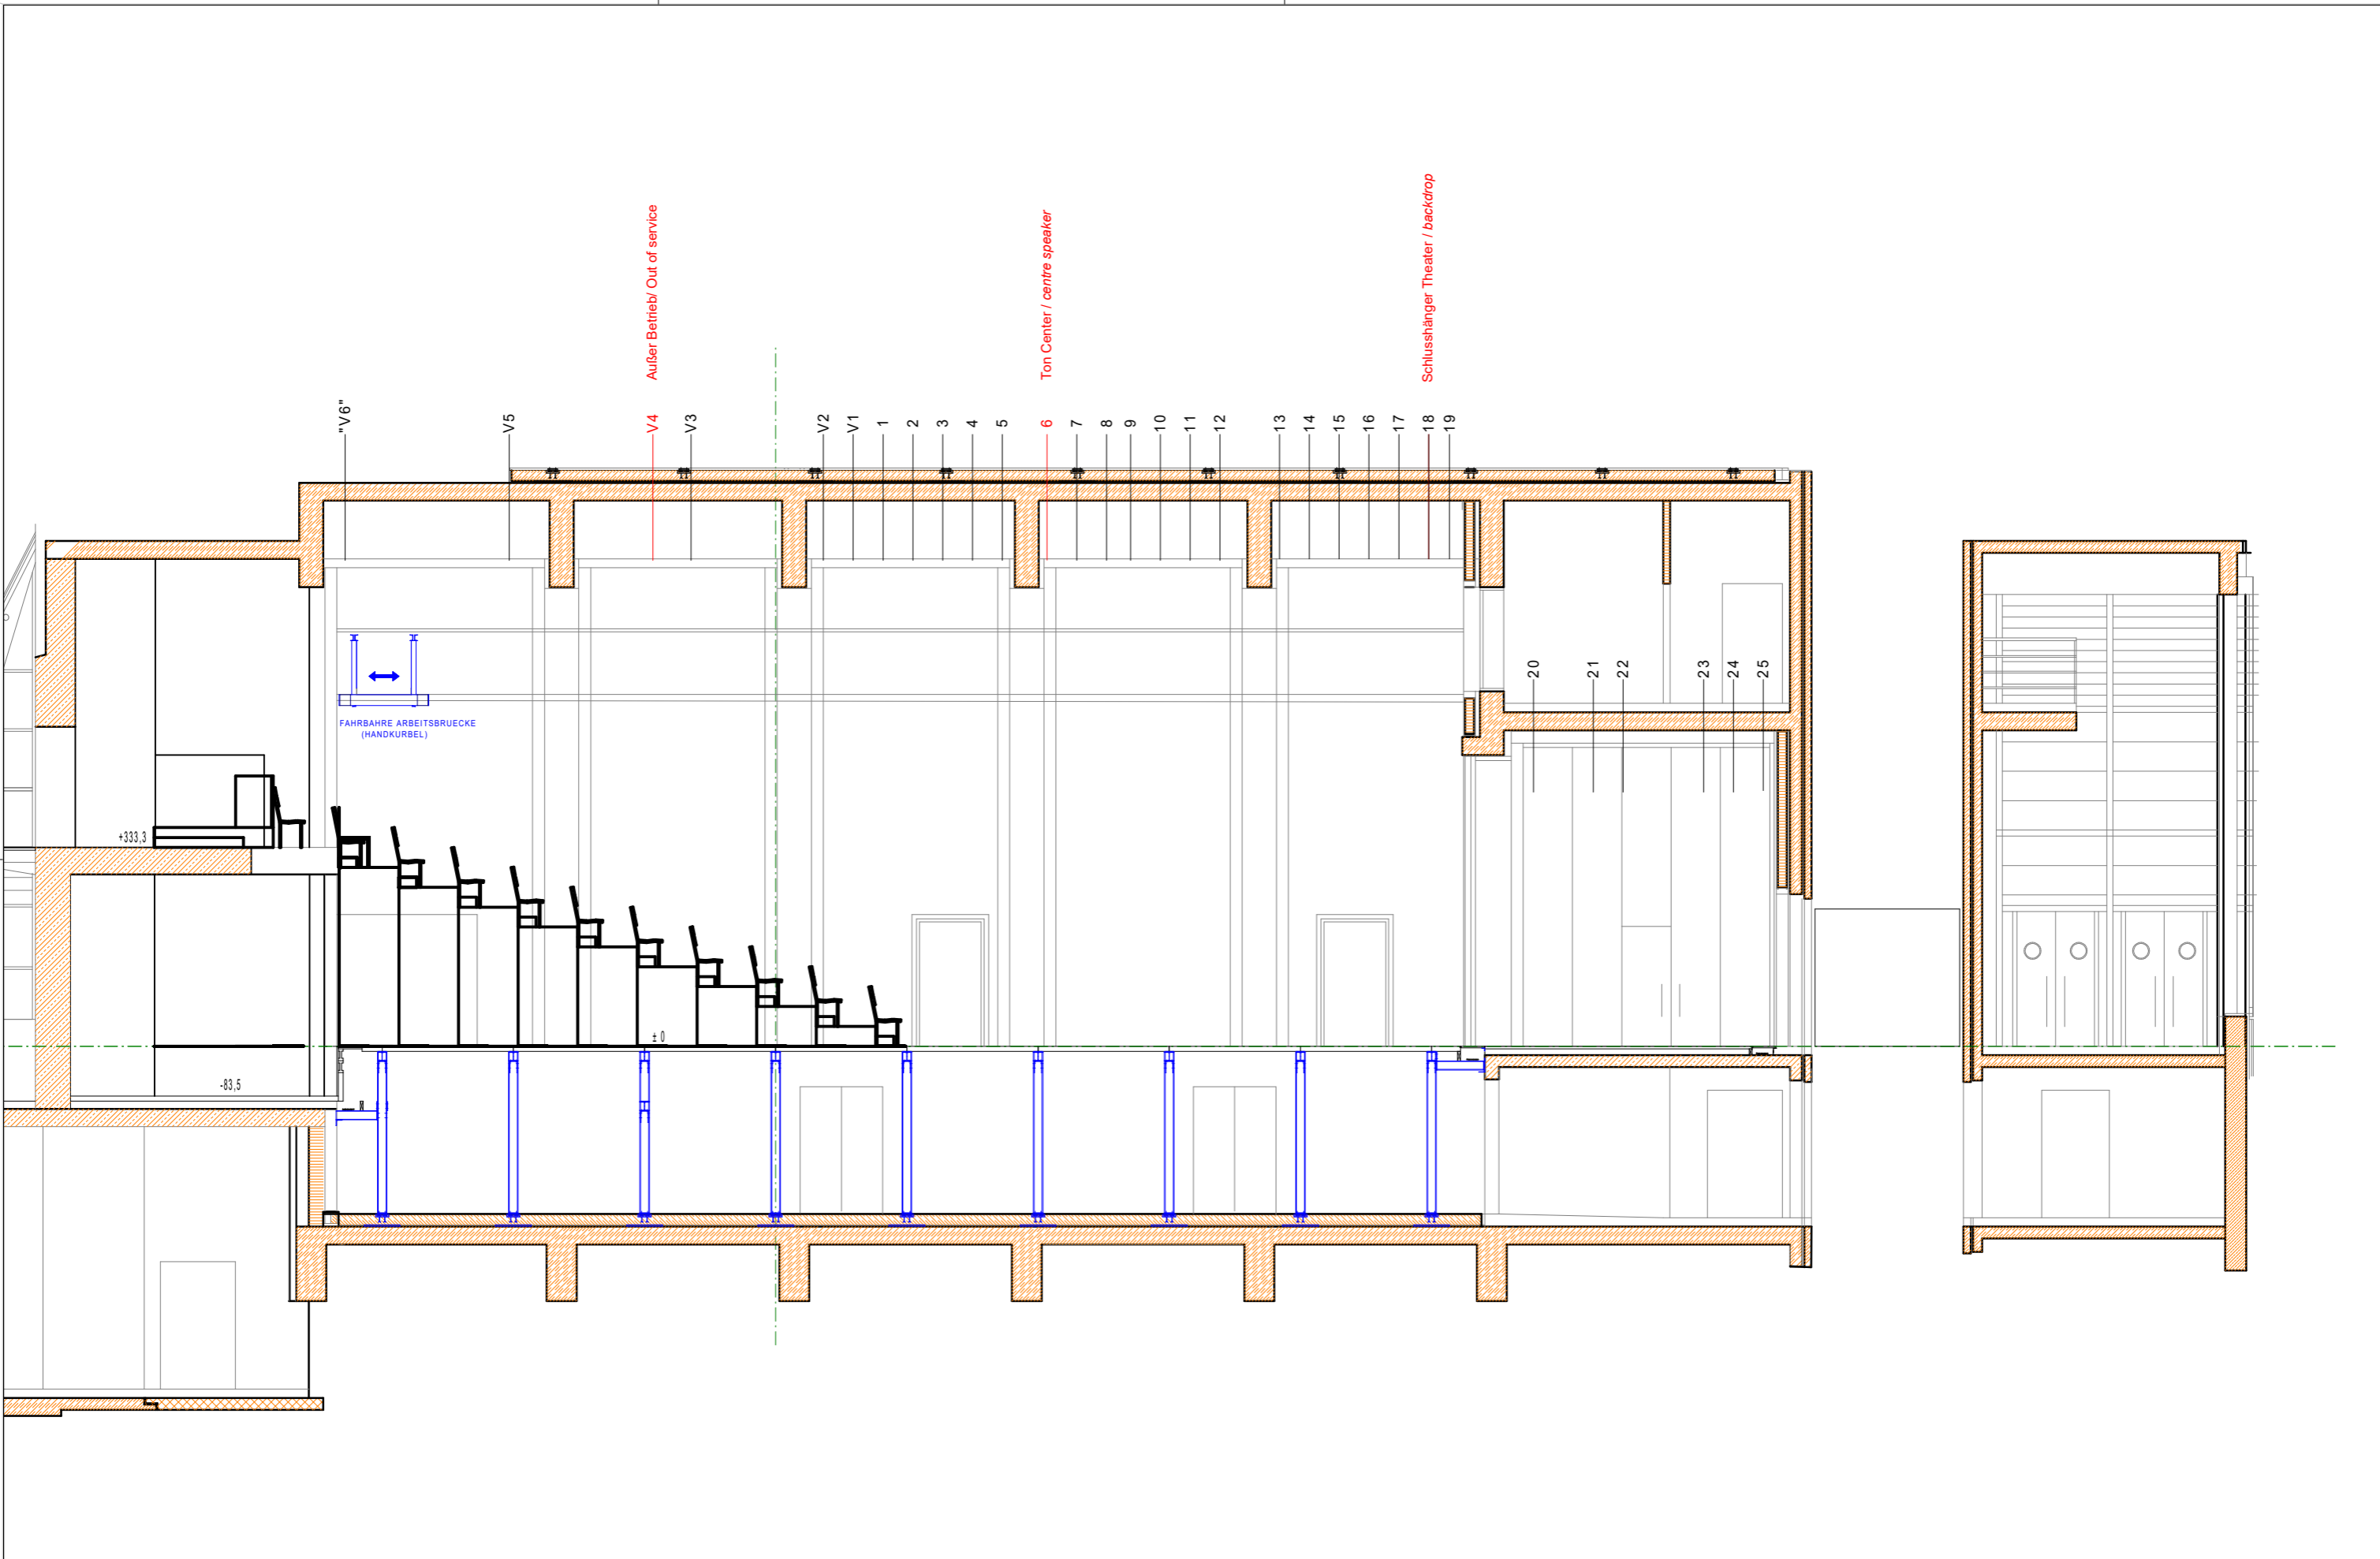 Außer Betrieb/ Out of service
Ton Center / centre speaker
Schlusshänger Theater / backdrop
"V6"
V5
V4
V3
V2
V1
1
2
3
4
5
6
7
8
9
10
11
12
13
14
15
16
17
18
19
20
21
22
23
24
25
FAHRBAHRE ARBEITSBRUECKE
(HANDKURBEL)
+333,3
± 0
-83,5